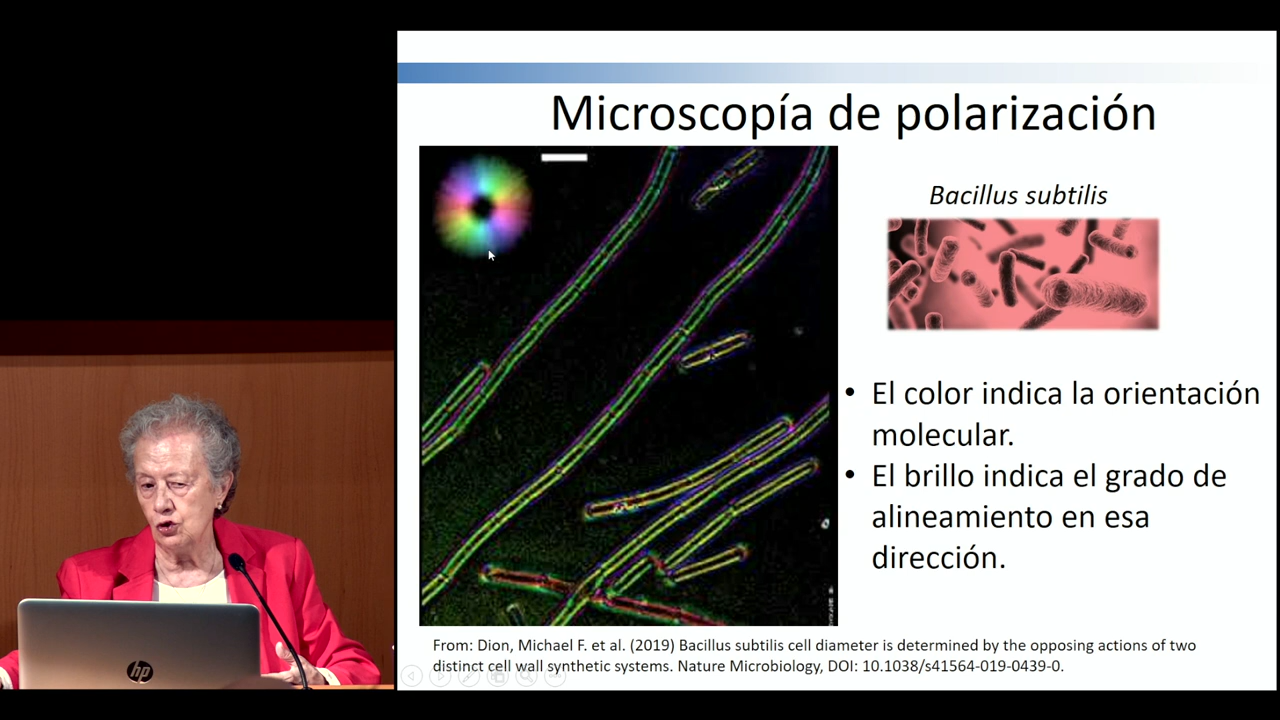 Microscopía de polarización
Bacillus subtilis
• El color indica la orientación
molecular.
• El brillo indica el grado de
alineamiento en esa
dirección.
From: Dion, Michael F. et al. (2019) Bacillus subtilis cell diameter is determined by the opposing actions of two
distinct cell wall synthetic systems. Nature Microbiology, DOI: 10.1038/s41564-019-0439-0.
hp